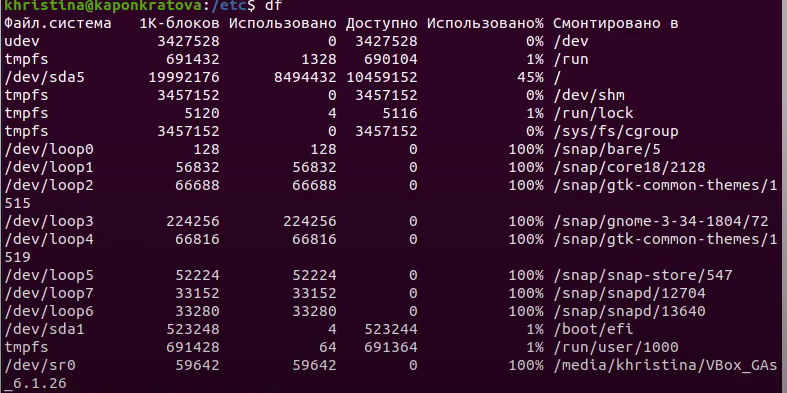 khristina@kaponkratova:/etc$ df
Файл.система 1K-блоков Использовано Доступно Использовано% Смонтировано в
udev 3427528 0 3427528 0% /dev
tmpfs 691432 1328 690104 1% /run
/dev/sda5 19992176 8494432 10459152 45% /
tmpfs 3457152 0 3457152 0% /dev/shm
tmpfs 5120 4 5116 1% /run/lock
tmpfs 3457152 0 3457152 0% /sys/fs/cgroup
/dev/loop0 128 128 0 100% /snap/bare/5
/dev/loop1 56832 56832 0 100% /snap/core18/2128
/dev/loop2 66688 66688 0 100% /snap/gtk-common-themes/1
515
/dev/loop3 224256 224256 0 100% /snap/gnome-3-34-1804/72
/dev/loop4 66816 66816 0 100% /snap/gtk-common-themes/1
519
/dev/loop5 52224 52224 0 100% /snap/snap-store/547
/dev/loop7 33152 33152 0 100% /snap/snapd/12704
/dev/loop6 33280 33280 0 100% /snap/snapd/13640
/dev/sda1 523248 4 523244 1% /boot/efi
tmpfs 691428 64 691364 1% /run/user/1000
/dev/sr0 59642 59642 0 100% /media/khristina/VBox_GAs
_6.1.26